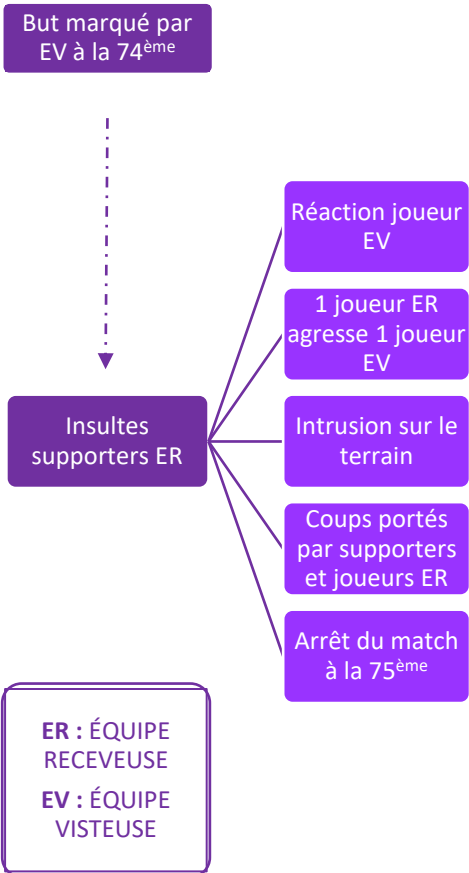 But marqué par
EV à la 74ème
Réaction joueur
EV
1 joueur ER
agresse 1 joueur
EV
Insultes
supporters ER
Intrusion sur le
terrain
Coups portés
par supporters
et joueurs ER
Arrêt du match
à la 75ème
ER : ÉQUIPE
RECEVEUSE
EV : ÉQUIPE
VISTEUSE